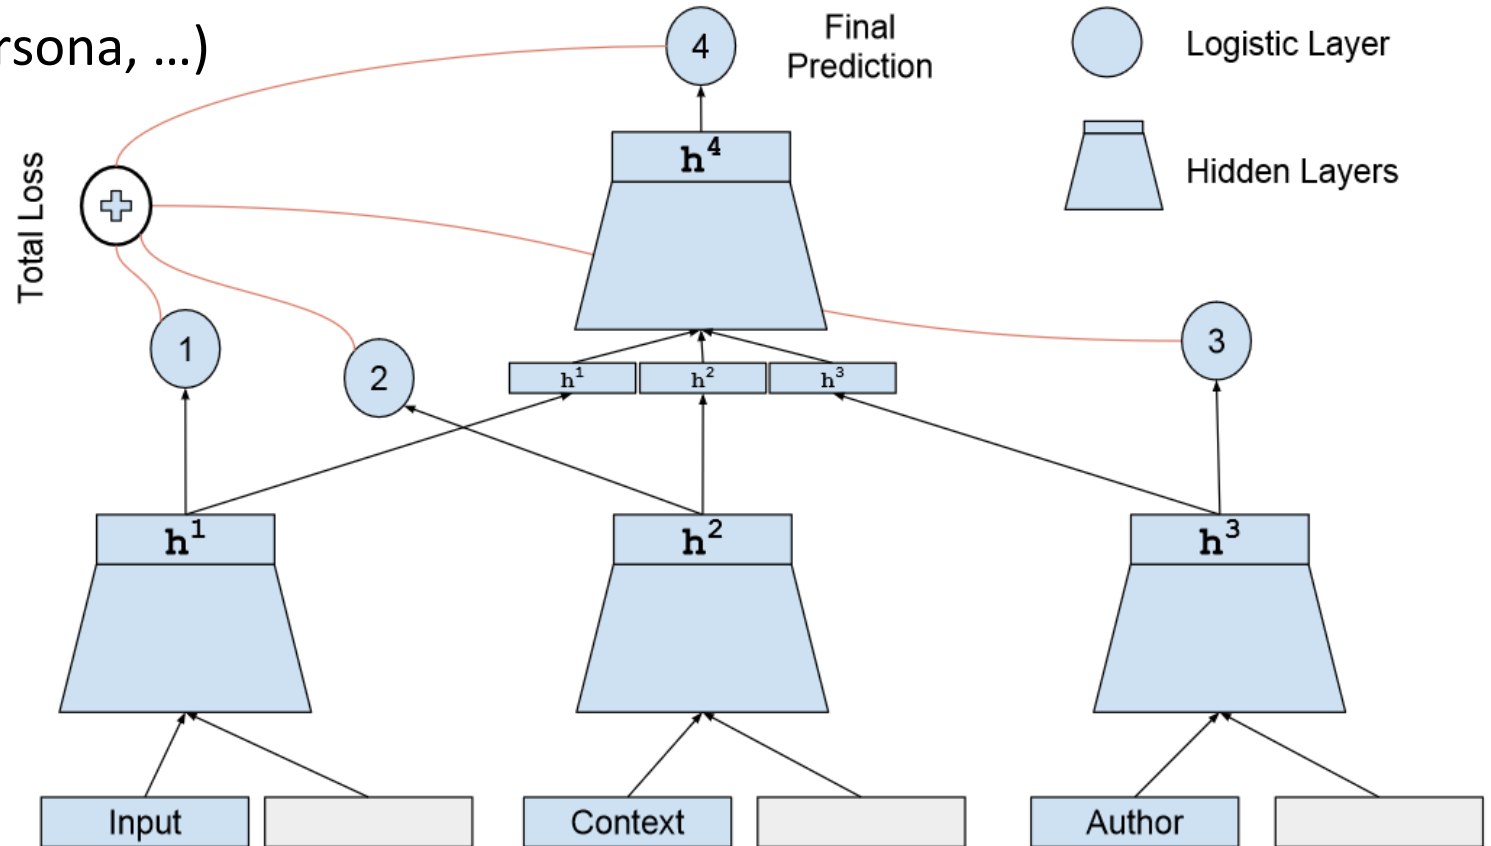 rsona, ...)
4
Final
Prediction
Logistic Layer
Hidden Layers
Total Loss
h⁴
1
2
3
h¹
h²
h³
h¹
h²
h³
Input
Context
Author